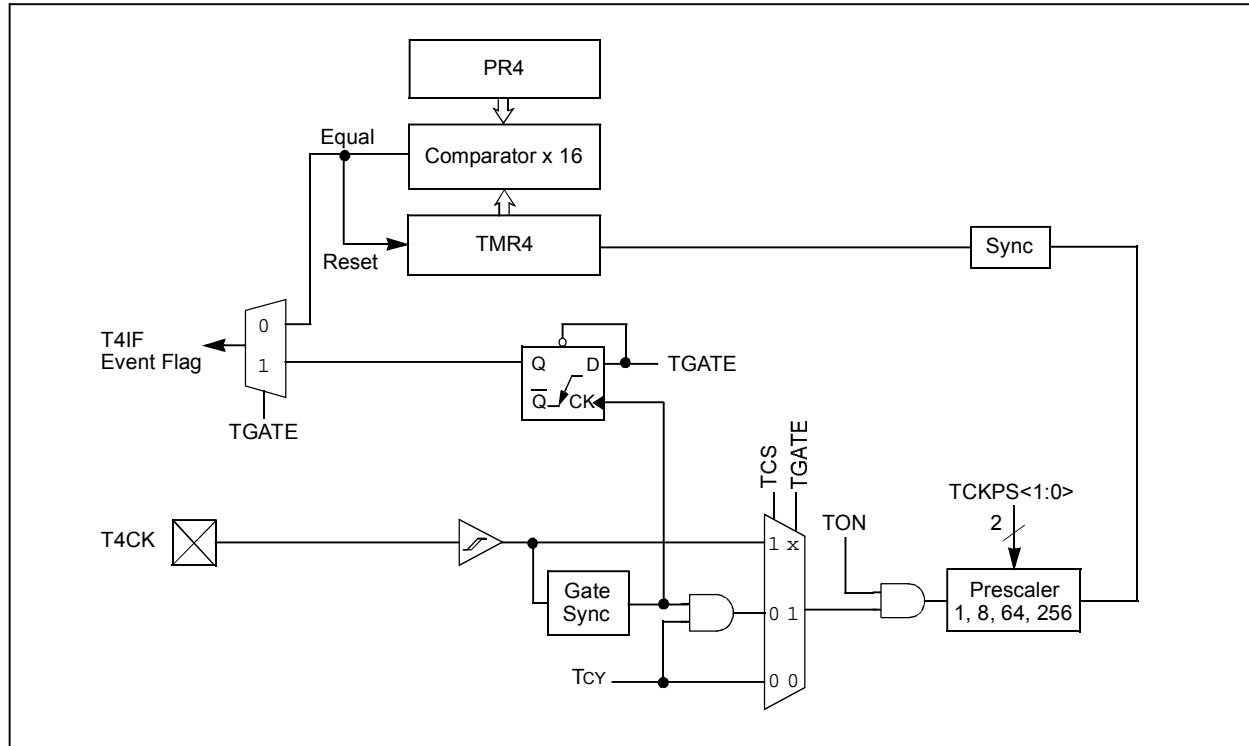 PR4
Equal
Comparator x 16
TMR4
Reset
Sync
0
T4IF
Event Flag
1
Q
D
TGATE
Q̅
CK
TGATE
TCS
TGATE
TCKPS<1:0>
2
TON
T4CK
1 x
Gate
Sync
0 1
Prescaler
1, 8, 64, 256
TCY
0 0